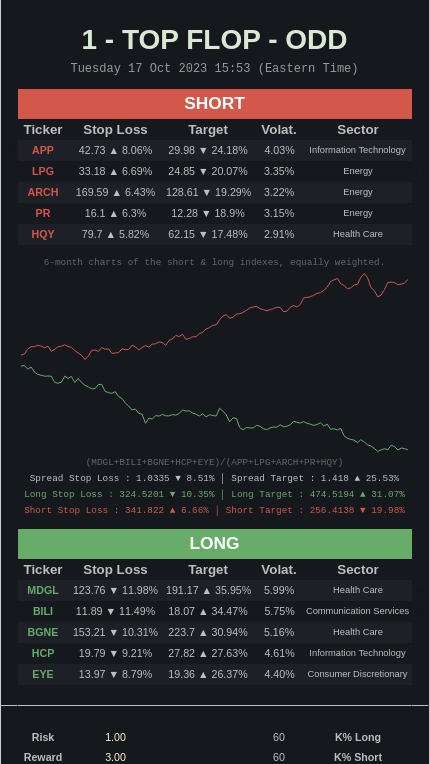 1 - TOP FLOP - ODD
Tuesday 17 Oct 2023 15:53 (Eastern Time)
SHORT
Ticker Stop Loss Target Volat. Sector
APP 42.73 ▲ 8.06% 29.98 ▼ 24.18% 4.03% Information Technology
LPG 33.18 ▲ 6.69% 24.85 ▼ 20.07% 3.35% Energy
ARCH 169.59 ▲ 6.43% 128.61 ▼ 19.29% 3.22% Energy
PR 16.1 ▲ 6.3% 12.28 ▼ 18.9% 3.15% Energy
HQY 79.7 ▲ 5.82% 62.15 ▼ 17.48% 2.91% Health Care
6-month charts of the short & long indexes, equally weighted.
(MDGL+BILI+BGNE+HCP+EYE)/(APP+LPG+ARCH+PR+HQY)
Spread Stop Loss : 1.0335 ▼ 8.51% | Spread Target : 1.418 ▲ 25.53%
Long Stop Loss : 324.5201 ▼ 10.35% | Long Target : 474.5194 ▲ 31.07%
Short Stop Loss : 341.822 ▲ 6.66% | Short Target : 256.4138 ▼ 19.98%
LONG
Ticker Stop Loss Target Volat. Sector
MDGL 123.76 ▼ 11.98% 191.17 ▲ 35.95% 5.99% Health Care
BILI 11.89 ▼ 11.49% 18.07 ▲ 34.47% 5.75% Communication Services
BGNE 153.21 ▼ 10.31% 223.7 ▲ 30.94% 5.16% Health Care
HCP 19.79 ▼ 9.21% 27.82 ▲ 27.63% 4.61% Information Technology
EYE 13.97 ▼ 8.79% 19.36 ▲ 26.37% 4.40% Consumer Discretionary
Risk 1.00 60 K% Long
Reward 3.00 60 K% Short